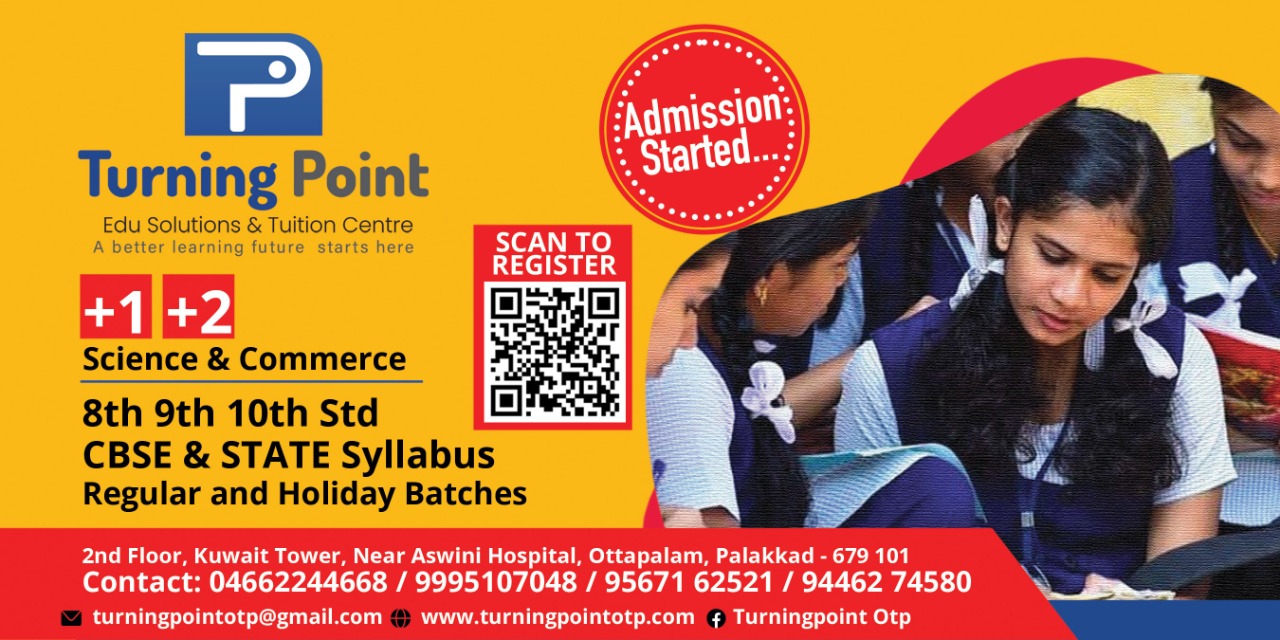 Turning Point
Edu Solutions & Tuition Centre
A better learning future starts here
Admission
Started...
SCAN TO
REGISTER
+1 +2
Science & Commerce
8th 9th 10th Std
CBSE & STATE Syllabus
Regular and Holiday Batches
2nd Floor, Kuwait Tower, Near Aswini Hospital, Ottapalam, Palakkad - 679 101
Contact: 04662244668 / 9995107048 / 95671 62521 / 94462 74580
turningpointotp@gmail.com www.turningpointotp.com Turningpoint Otp